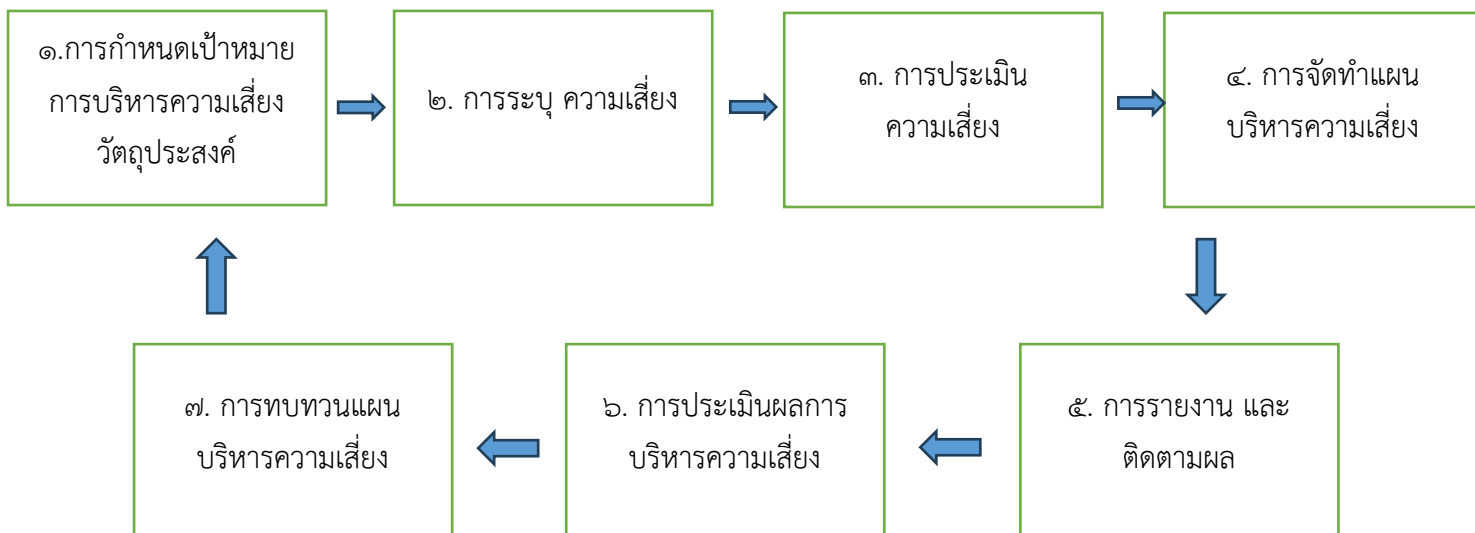 ๑.การกำหนดเป้าหมาย
การบริหารความเสี่ยง
วัตถุประสงค์
๒. การระบุ ความเสี่ยง
๓. การประเมิน
ความเสี่ยง
๔. การจัดทำแผน
บริหารความเสี่ยง
๕. การรายงาน และ
ติดตามผล
๖. การประเมินผลการ
บริหารความเสี่ยง
๗. การทบทวนแผน
บริหารความเสี่ยง